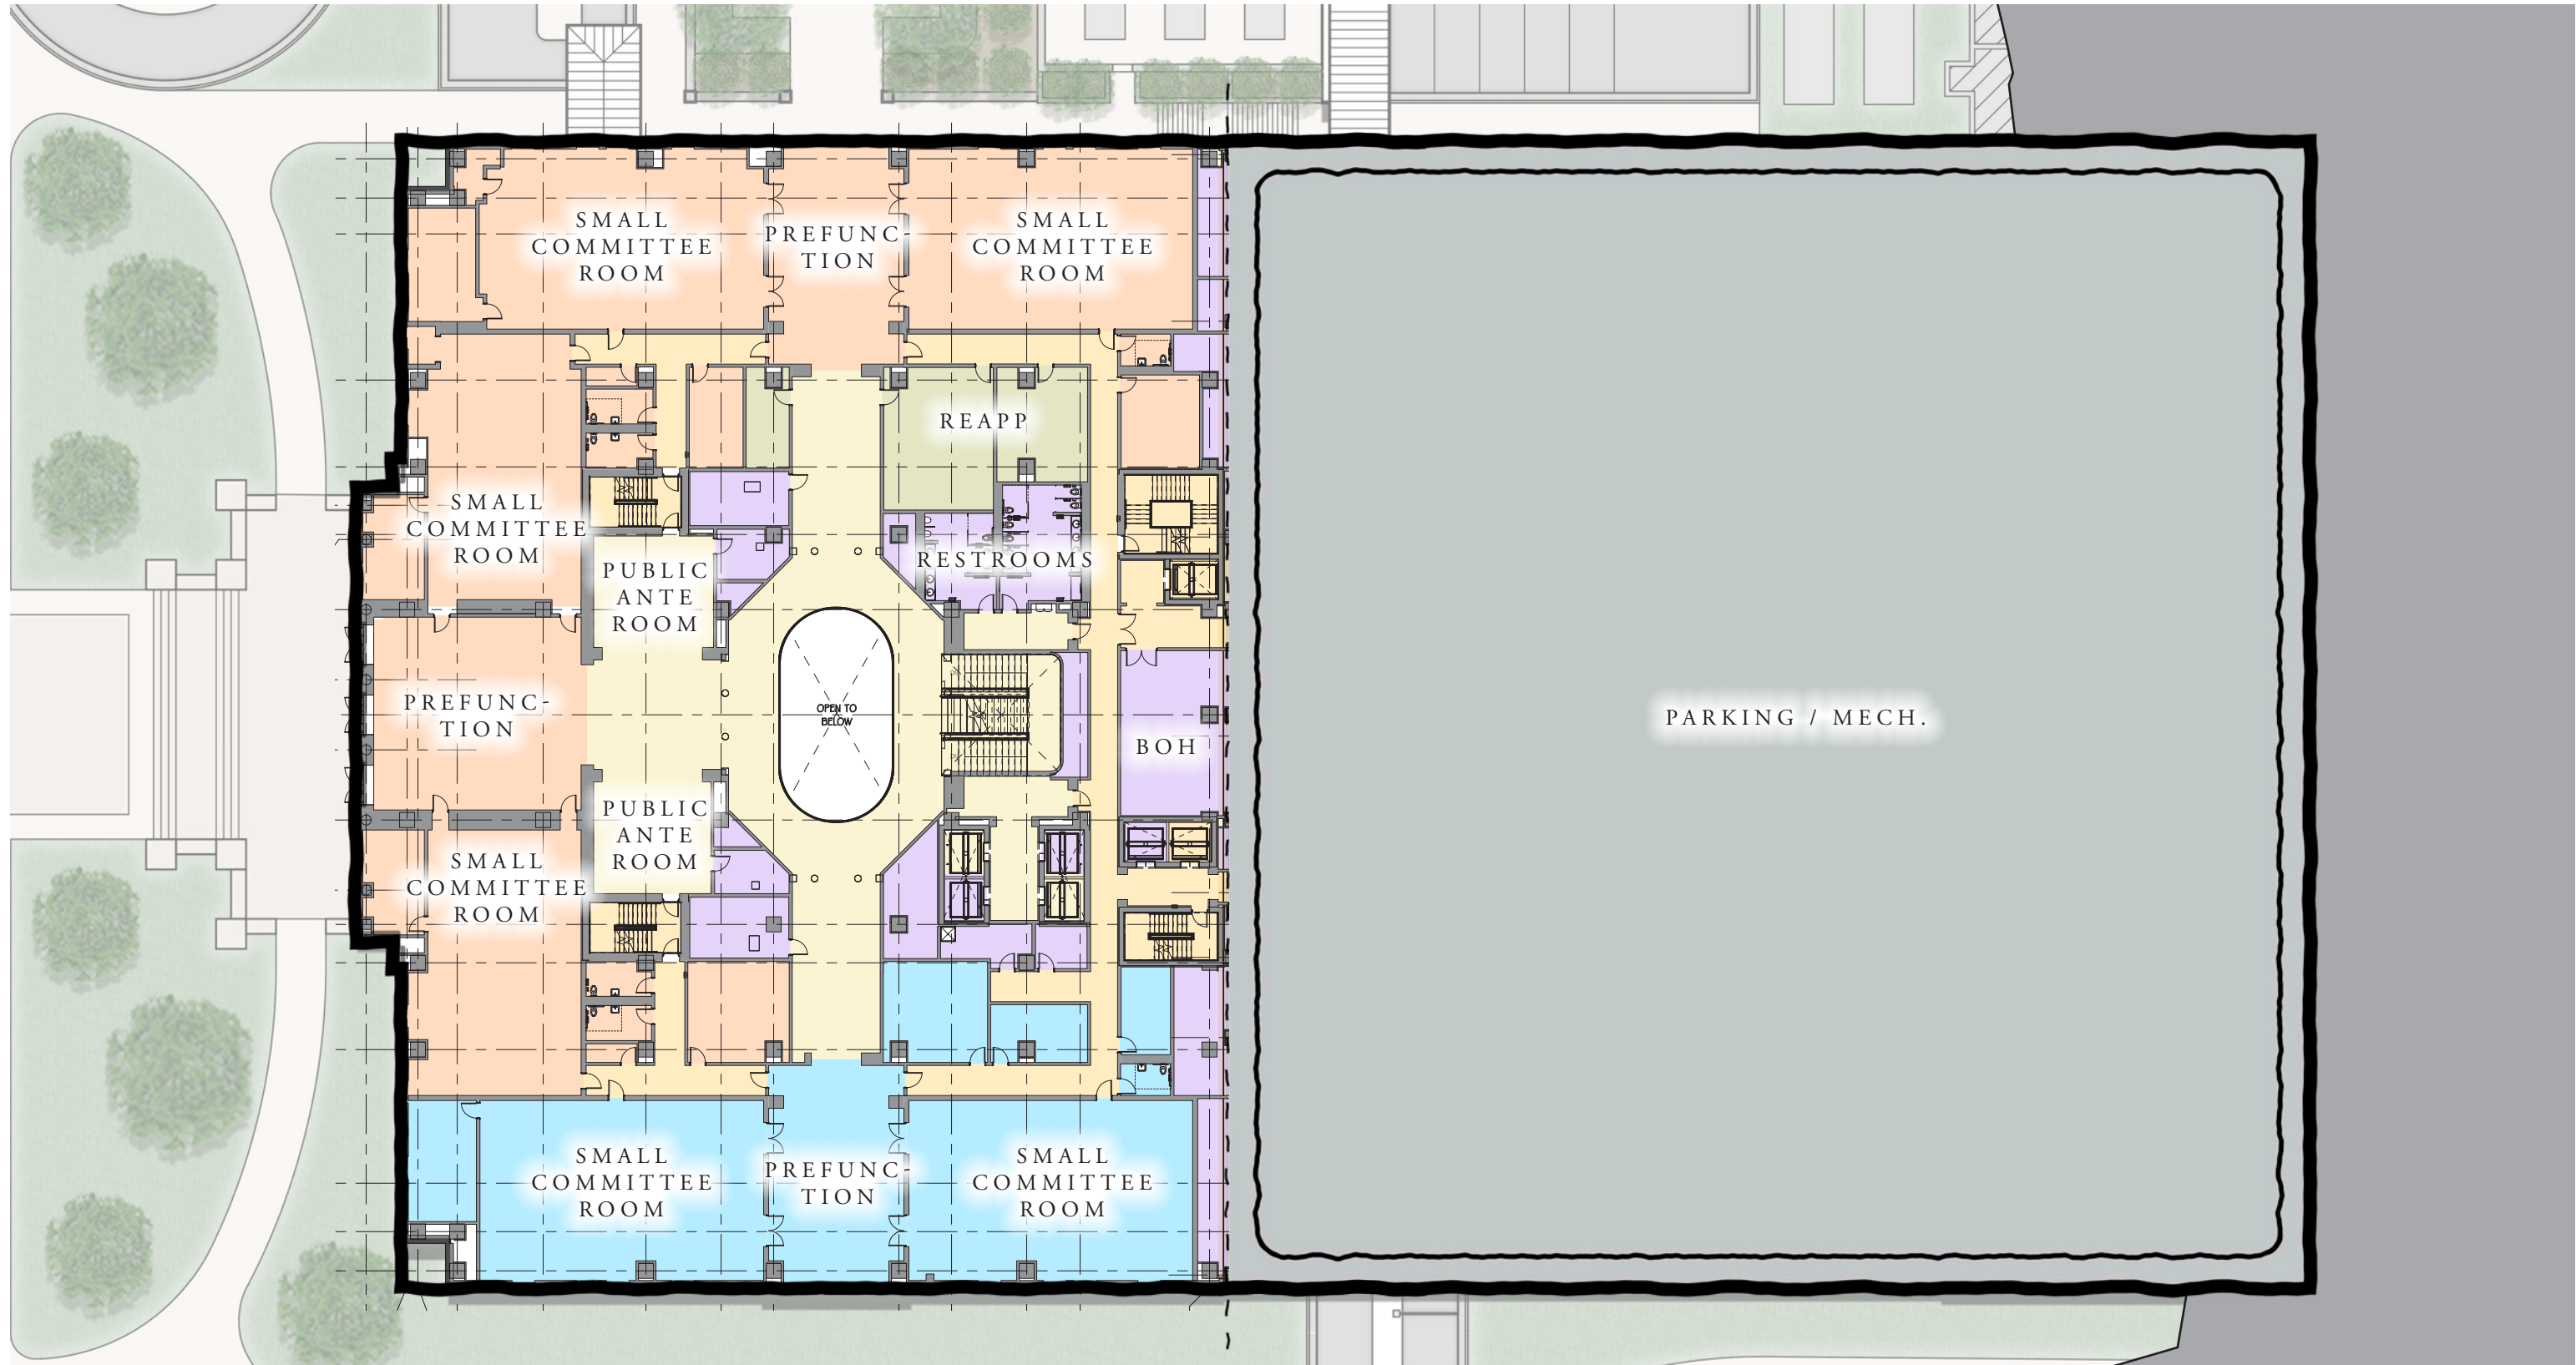 SMALL
COMMITTEE
ROOM
PREFUNC-
TION
SMALL
COMMITTEE
ROOM
REAPP
SMALL
COMMITTEE
ROOM
PUBLIC
ANTE
ROOM
RESTROOMS
PREFUNC-
TION
OPEN TO
BELOW
BOH
PARKING / MECH.
PUBLIC
ANTE
ROOM
SMALL
COMMITTEE
ROOM
SMALL
COMMITTEE
ROOM
PREFUNC-
TION
SMALL
COMMITTEE
ROOM